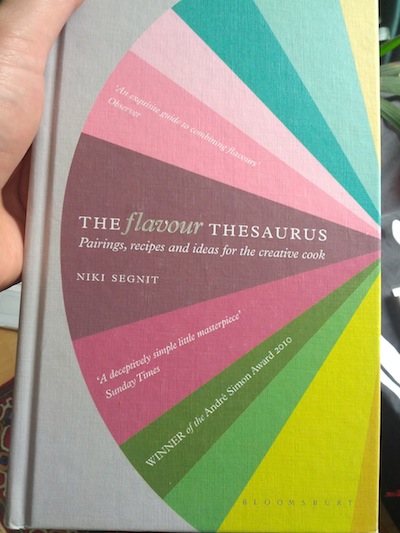 'An exquisite guide to combining flavours'
Observer
THE flavour THESAURUS
Pairings, recipes and ideas for the creative cook
NIKI SEGNIT
'A deceptively simple little masterpiece'
Sunday Times
WINNER of the André Simon Award 2010
BLOOMSBURY